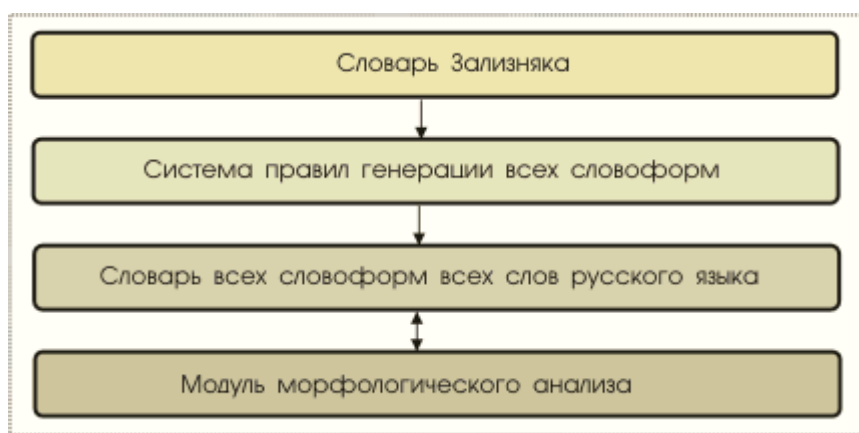 Словарь Зализняка
Система правил генерации всех словоформ
Словарь всех словоформ всех слов русского языка
Модуль морфологического анализа